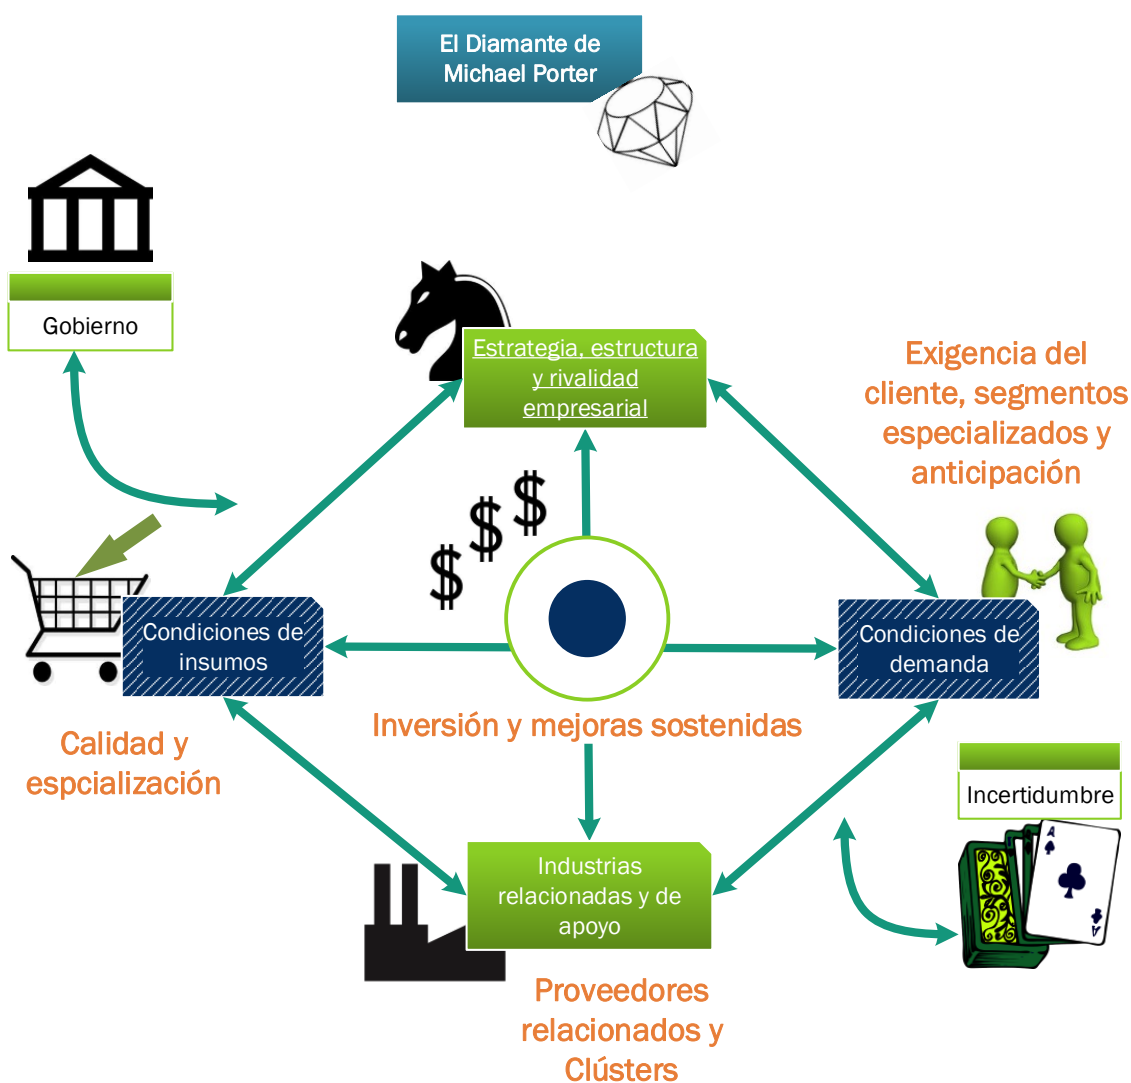 El Diamante de
Michael Porter
Gobierno
Estrategia, estructura
y rivalidad
empresarial
Exigencia del
cliente, segmentos
especializados y
anticipación
$ $ $
Condiciones de
insumos
Condiciones de
demanda
Inversión y mejoras sostenidas
Calidad y
espcialización
Incertidumbre
A
A
Industrias
relacionadas y de
apoyo
Proveedores
relacionados y
Clústers